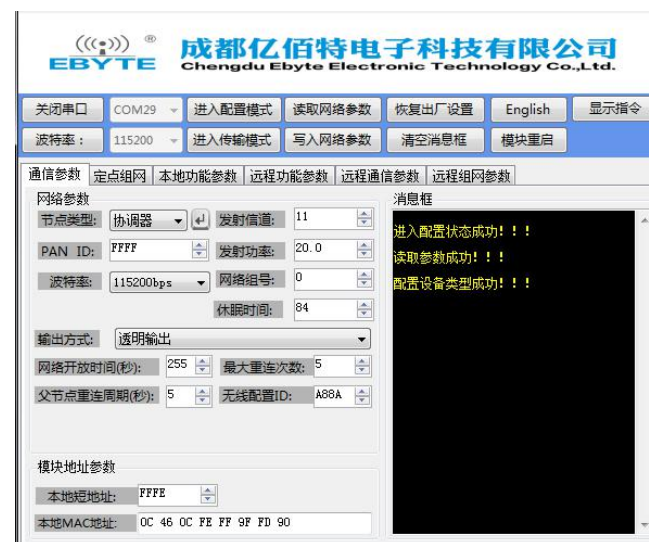 EBYTE ®
成都亿佰特电子科技有限公司
Chengdu Ebyte Electronic Technology Co.,Ltd.
关闭串口 COM29 进入配置模式 读取网络参数 恢复出厂设置 English 显示指令
波特率： 115200 进入传输模式 写入网络参数 清空消息框 模块重启
通信参数 定点组网 本地功能参数 远程功能参数 远程通信参数 远程组网参数
网络参数 消息框
节点类型: 协调器 发射信道: 11
进入配置状态成功!!!
PAN ID: FFFF 发射功率: 20.0
读取参数成功!!!
波特率: 115200bps 网络组号: 0
配置设备类型成功!!!
休眠时间: 84
输出方式: 透明输出
网络开放时间(秒): 255 最大重连次数: 5
父节点重连周期(秒): 5 无线配置ID: A88A
模块地址参数
本地短地址: FFFE
本地MAC地址: 0C 46 0C FE FF 9F FD 90